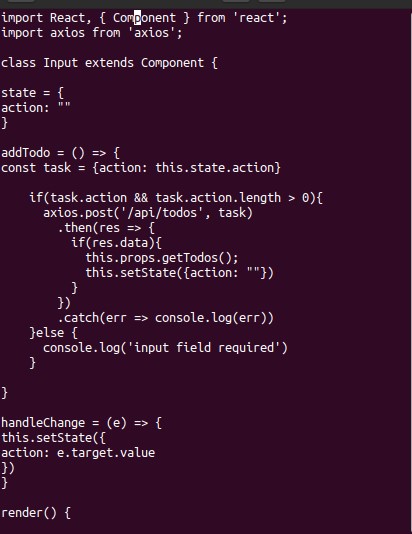 import React, { Component } from 'react';
import axios from 'axios';

class Input extends Component {

state = {
action: ""
}

addTodo = () => {
const task = {action: this.state.action}

    if(task.action && task.action.length > 0){
      axios.post('/api/todos', task)
        .then(res => {
          if(res.data){
            this.props.getTodos();
            this.setState({action: ""})
          }
        })
        .catch(err => console.log(err))
    }else {
      console.log('input field required')
    }

}

handleChange = (e) => {
this.setState({
action: e.target.value
})
}

render() {